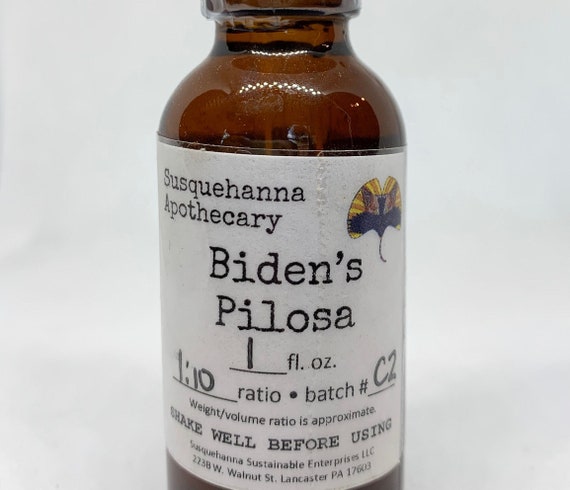 Susquehanna
Apothecary
Biden's
Pilosa
1 fl. oz.
1:10 ratio • batch # C2
Weight/volume ratio is approximate.
SHAKE WELL BEFORE USING
Susquehanna Sustainable Enterprises LLC
223B W. Walnut St. Lancaster PA 17603